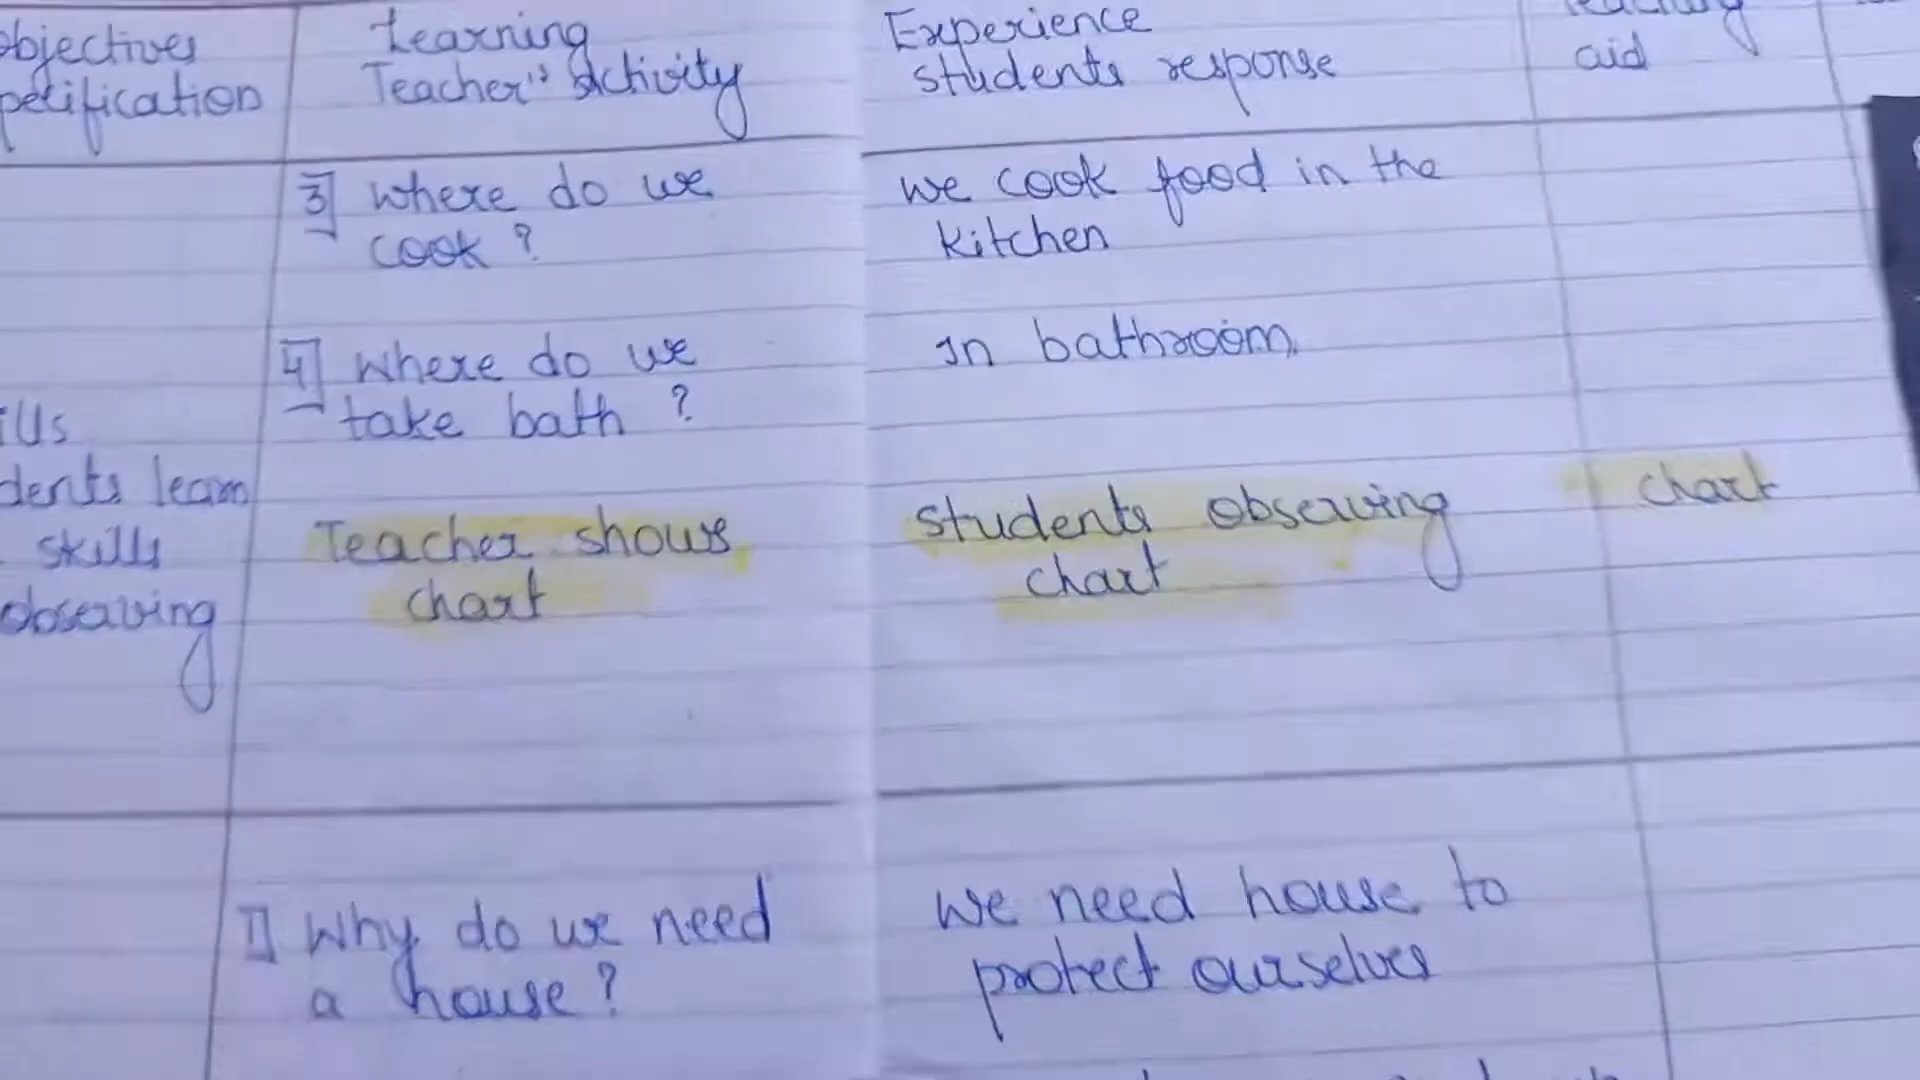 objectives
Learning
Teacher's Activity
Experience
students response
aid
3] where do we
cook ?
we cook food in the
kitchen
4] where do we
take bath ?
In bathroom.
learn
skills
observing
Teacher shows
chart
students observing
chart
chart
1] Why do we need
a house ?
we need house to
protect ourselves